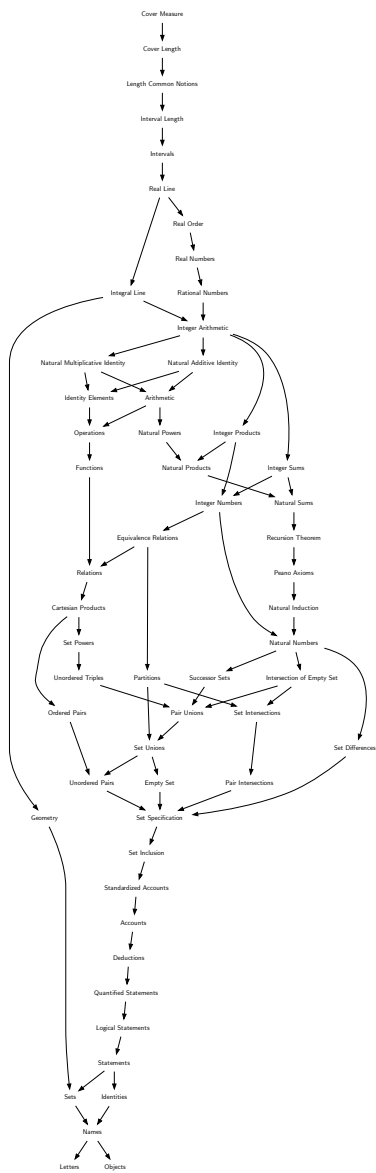 Cover Measure
Cover Length
Length Common Notions
Interval Length
Intervals
Real Line
Real Order
Real Numbers
Integral Line
Rational Numbers
Integer Arithmetic
Natural Multiplicative Identity
Natural Additive Identity
Identity Elements
Arithmetic
Operations
Natural Powers
Integer Products
Functions
Natural Products
Integer Sums
Integer Numbers
Natural Sums
Equivalence Relations
Recursion Theorem
Relations
Peano Axioms
Cartesian Products
Natural Induction
Set Powers
Natural Numbers
Unordered Triples
Partitions
Successor Sets
Intersection of Empty Set
Ordered Pairs
Pair Unions
Set Intersections
Set Unions
Set Differences
Unordered Pairs
Empty Set
Pair Intersections
Geometry
Set Specification
Set Inclusion
Standardized Accounts
Accounts
Deductions
Quantified Statements
Logical Statements
Statements
Sets
Identities
Names
Letters
Objects